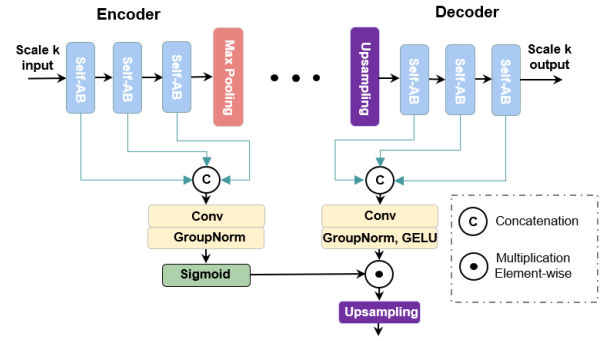 Encoder
Decoder
Scale k
input
Self-AB
Self-AB
Self-AB
Max Pooling
Upsampling
Self-AB
Self-AB
Self-AB
Scale k
output
C
C
Conv
GroupNorm
Conv
GroupNorm, GELU
Sigmoid
Upsampling
C
Concatenation
Multiplication
Element-wise